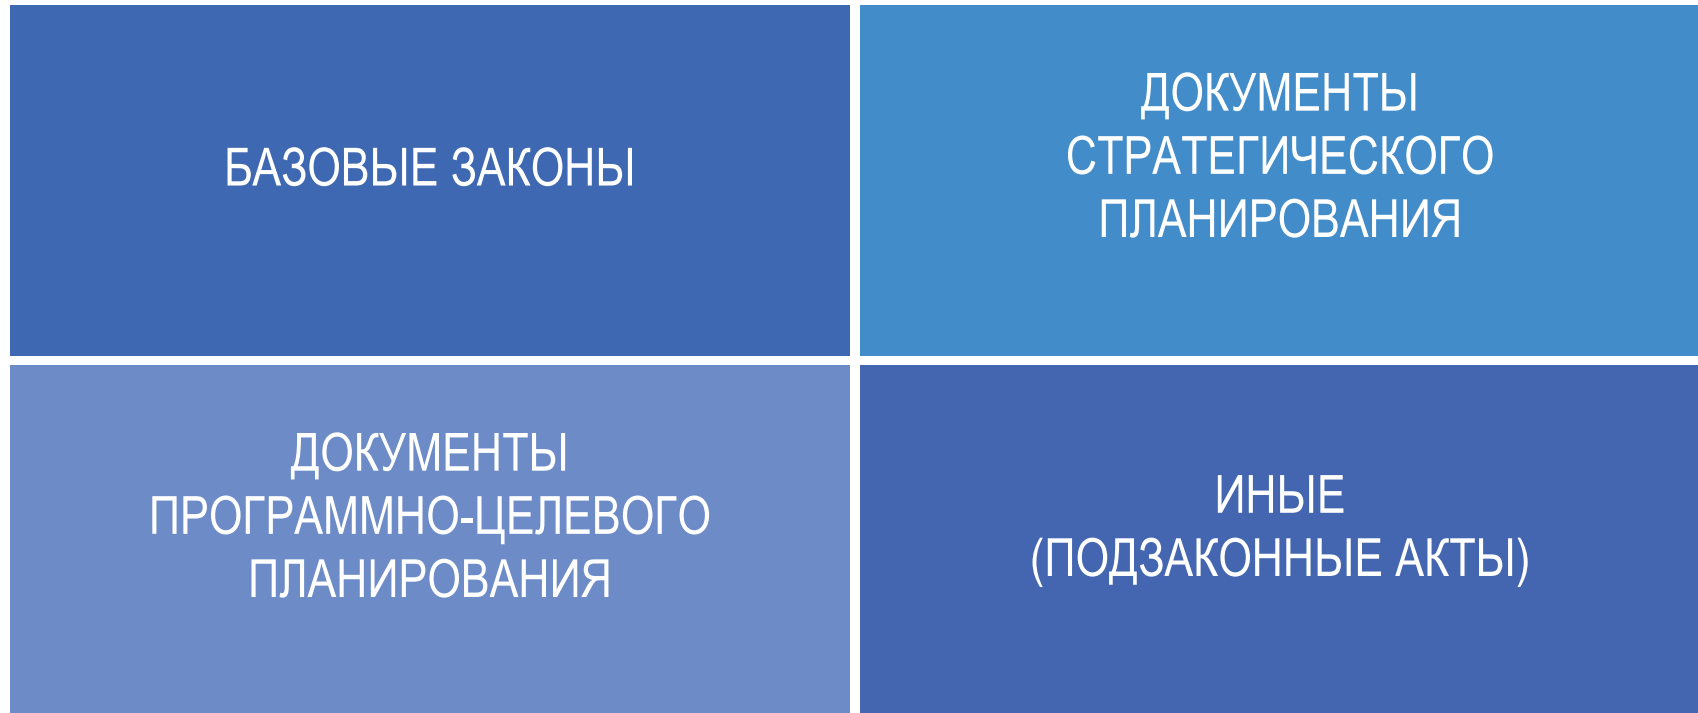 БАЗОВЫЕ ЗАКОНЫ
ДОКУМЕНТЫ
СТРАТЕГИЧЕСКОГО
ПЛАНИРОВАНИЯ
ДОКУМЕНТЫ
ПРОГРАММНО-ЦЕЛЕВОГО
ПЛАНИРОВАНИЯ
ИНЫЕ
(ПОДЗАКОННЫЕ АКТЫ)